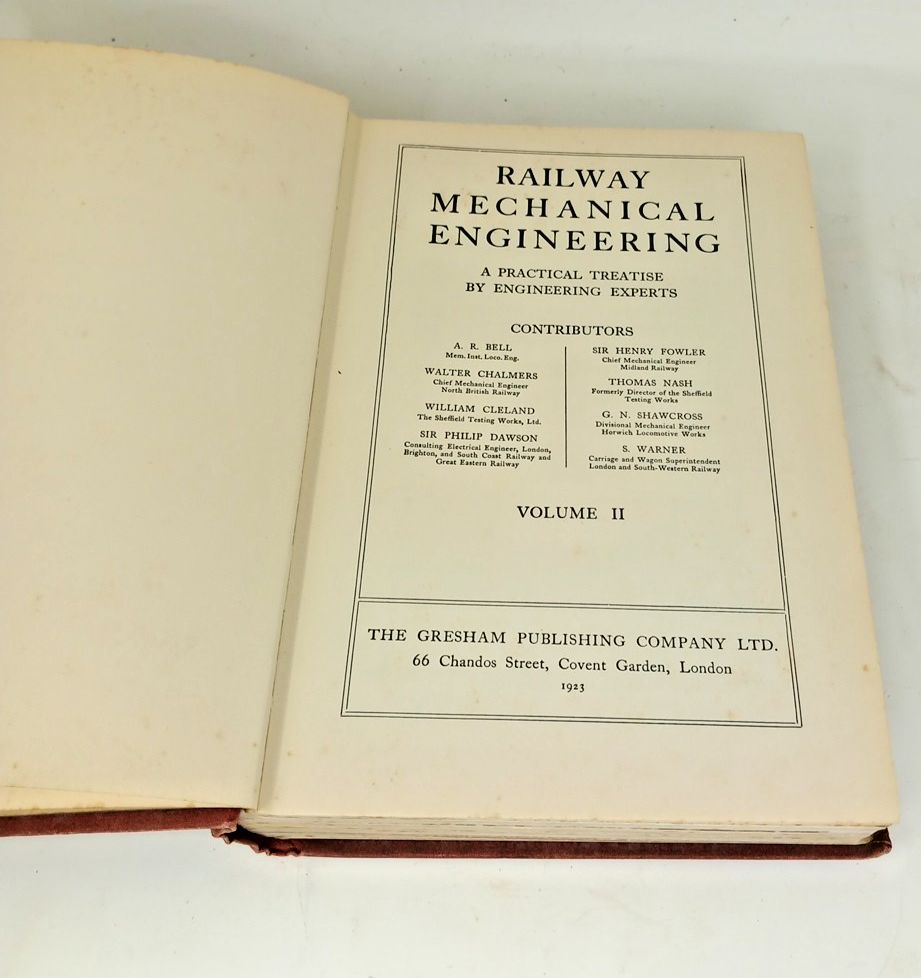 RAILWAY
MECHANICAL
ENGINEERING
A PRACTICAL TREATISE
BY ENGINEERING EXPERTS
CONTRIBUTORS
A. R. BELL
Mem. Inst. Loco. Eng.
WALTER CHALMERS
Chief Mechanical Engineer
North British Railway
WILLIAM CLELAND
The Sheffield Testing Works, Ltd.
SIR PHILIP DAWSON
Consulting Electrical Engineer, London,
Brighton, and South Coast Railway and
Great Eastern Railway
SIR HENRY FOWLER
Chief Mechanical Engineer
Midland Railway
THOMAS NASH
Formerly Director of the Sheffield
Testing Works
G. N. SHAWCROSS
Divisional Mechanical Engineer
Horwich Locomotive Works
S. WARNER
Carriage and Wagon Superintendent
London and South-Western Railway
VOLUME II
THE GRESHAM PUBLISHING COMPANY LTD.
66 Chandos Street, Covent Garden, London
1923